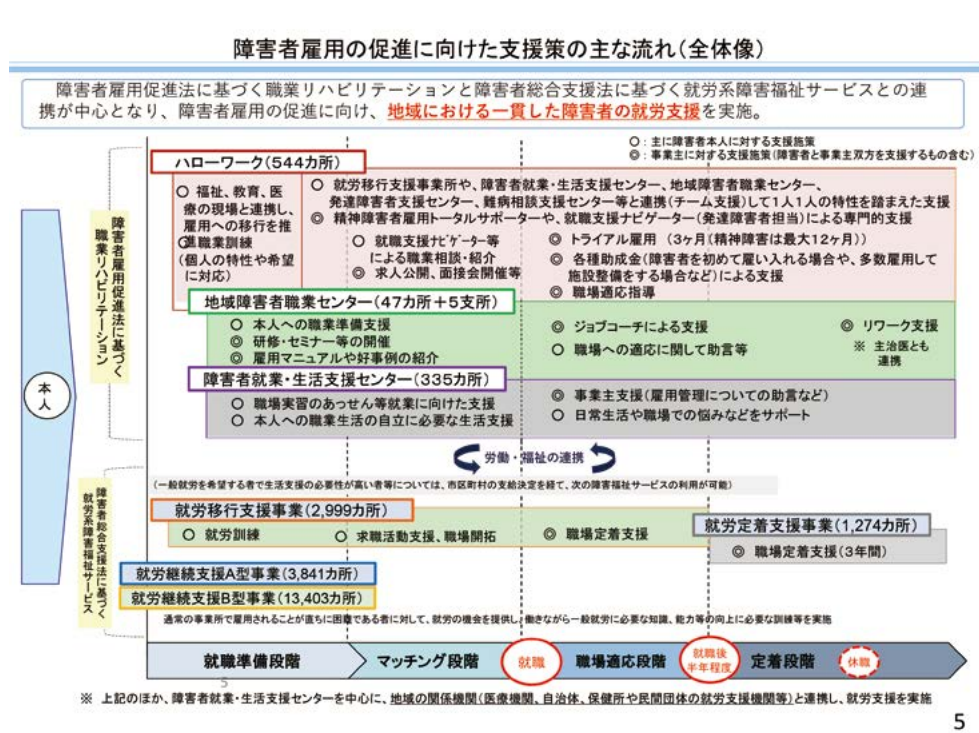 障害者雇用の促進に向けた支援策の主な流れ(全体像)
障害者雇用促進法に基づく職業リハビリテーションと障害者総合支援法に基づく就労系障害福祉サービスとの連
携が中心となり、障害者雇用の促進に向け、地域における一貫した障害者の就労支援を実施。
〇:主に障害者本人に対する支援施策
◎:事業主に対する支援施策(障害者と事業主双方を支援するもの含む)
ハローワーク(544カ所)
〇 福祉、教育、医
療の現場と連携し、
雇用への移行を推
進
〇職業訓練
(個人の特性や希望
に対応)
〇 就労移行支援事業所や、障害者就業・生活支援センター、地域障害者職業センター、
発達障害者支援センター、難病相談支援センター等と連携(チーム支援)して1人1人の特性を踏まえた支援
◎ 精神障害者雇用トータルサポーターや、就職支援ナビゲーター(発達障害者担当)による専門的支援
〇 就職支援ナビゲーター等
による職業相談・紹介
◎ 求人公開、面接会開催等
◎ トライアル雇用 (3ヶ月(精神障害は最大12ヶ月))
◎ 各種助成金(障害者を初めて雇い入れる場合や、多数雇用して
施設整備をする場合など)による支援
◎ 職場適応指導
地域障害者職業センター(47カ所+5支所)
〇 本人への職業準備支援
◎ 研修・セミナー等の開催
◎ 雇用マニュアルや好事例の紹介
◎ ジョブコーチによる支援
〇 職場への適応に関して助言等
◎ リワーク支援
※ 主治医とも
連携
障害者就業・生活支援センター(335カ所)
〇 職場実習のあっせん等就業に向けた支援
〇 本人への職業生活の自立に必要な生活支援
◎ 事業主支援(雇用管理についての助言など)
〇 日常生活や職場での悩みなどをサポート
障害者雇用促進法に基づく
職業リハビリテーション
本人
労働・福祉の連携
(一般就労を希望する者で生活支援の必要性が高い者等については、市区町村の支給決定を経て、次の障害福祉サービスの利用が可能)
障害者総合支援法に基づく
就労系障害福祉サービス
就労移行支援事業(2,999カ所)
〇 就労訓練
〇 求職活動支援、職場開拓
◎ 職場定着支援
就労定着支援事業(1,274カ所)
◎ 職場定着支援(3年間)
就労継続支援A型事業(3,841カ所)
就労継続支援B型事業(13,403カ所)
通常の事業所で雇用されることが直ちに困難である者に対して、就労の機会を提供し、働きながら一般就労に必要な知識、能力等の向上に必要な訓練等を実施
就職準備段階
マッチング段階
就職
職場適応段階
就職後
半年程度
定着段階
休職
5
※ 上記のほか、障害者就業・生活支援センターを中心に、地域の関係機関(医療機関、自治体、保健所や民間団体の就労支援機関等)と連携し、就労支援を実施
5